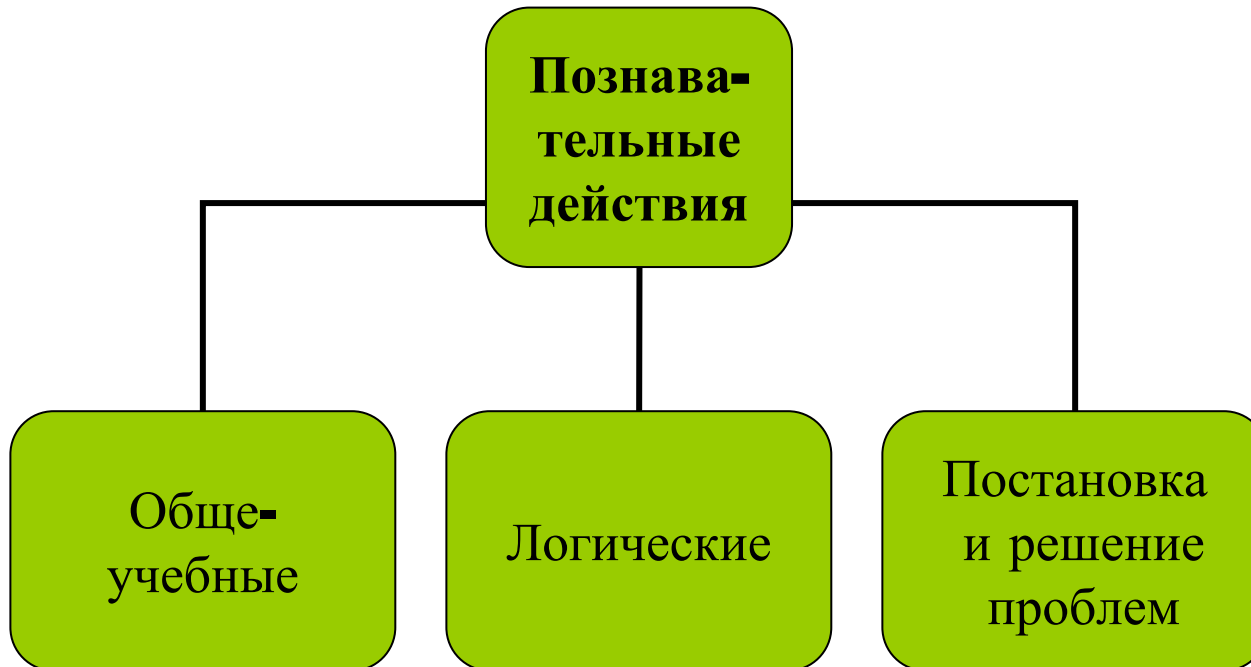 Познава-
тельные
действия
Обще-
учебные
Логические
Постановка
и решение
проблем